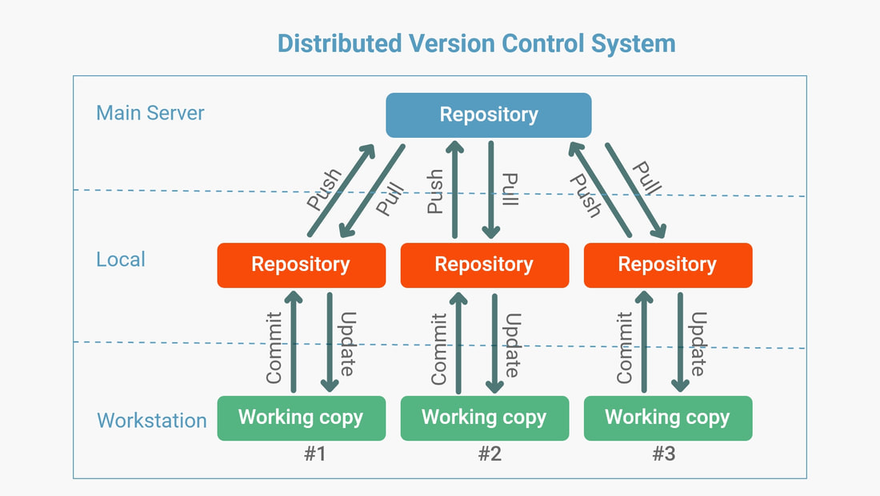 Distributed Version Control System
Main Server
Repository
Push
Pull
Push
Pull
Push
Pull
Local
Repository
Repository
Repository
Commit
Update
Commit
Update
Commit
Update
Workstation
Working copy
Working copy
Working copy
#1
#2
#3